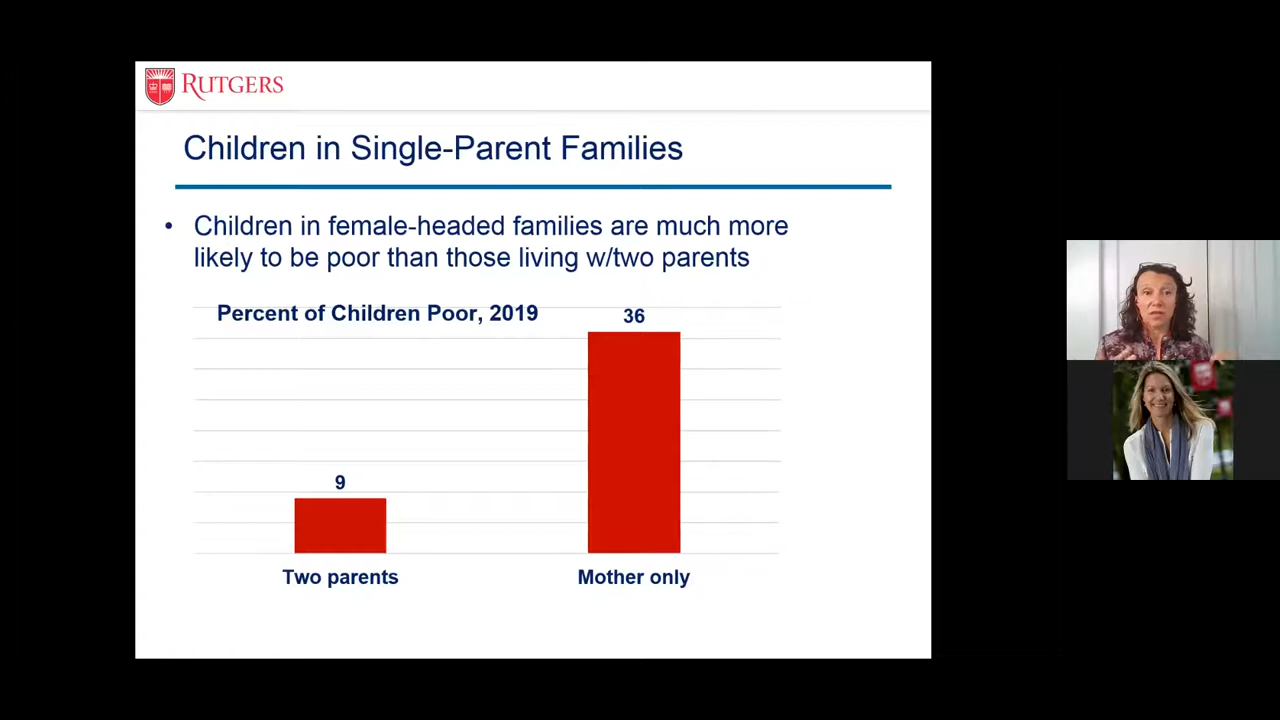 RUTGERS
Children in Single-Parent Families
• Children in female-headed families are much more
likely to be poor than those living w/two parents
Percent of Children Poor, 2019
36
9
Two parents
Mother only